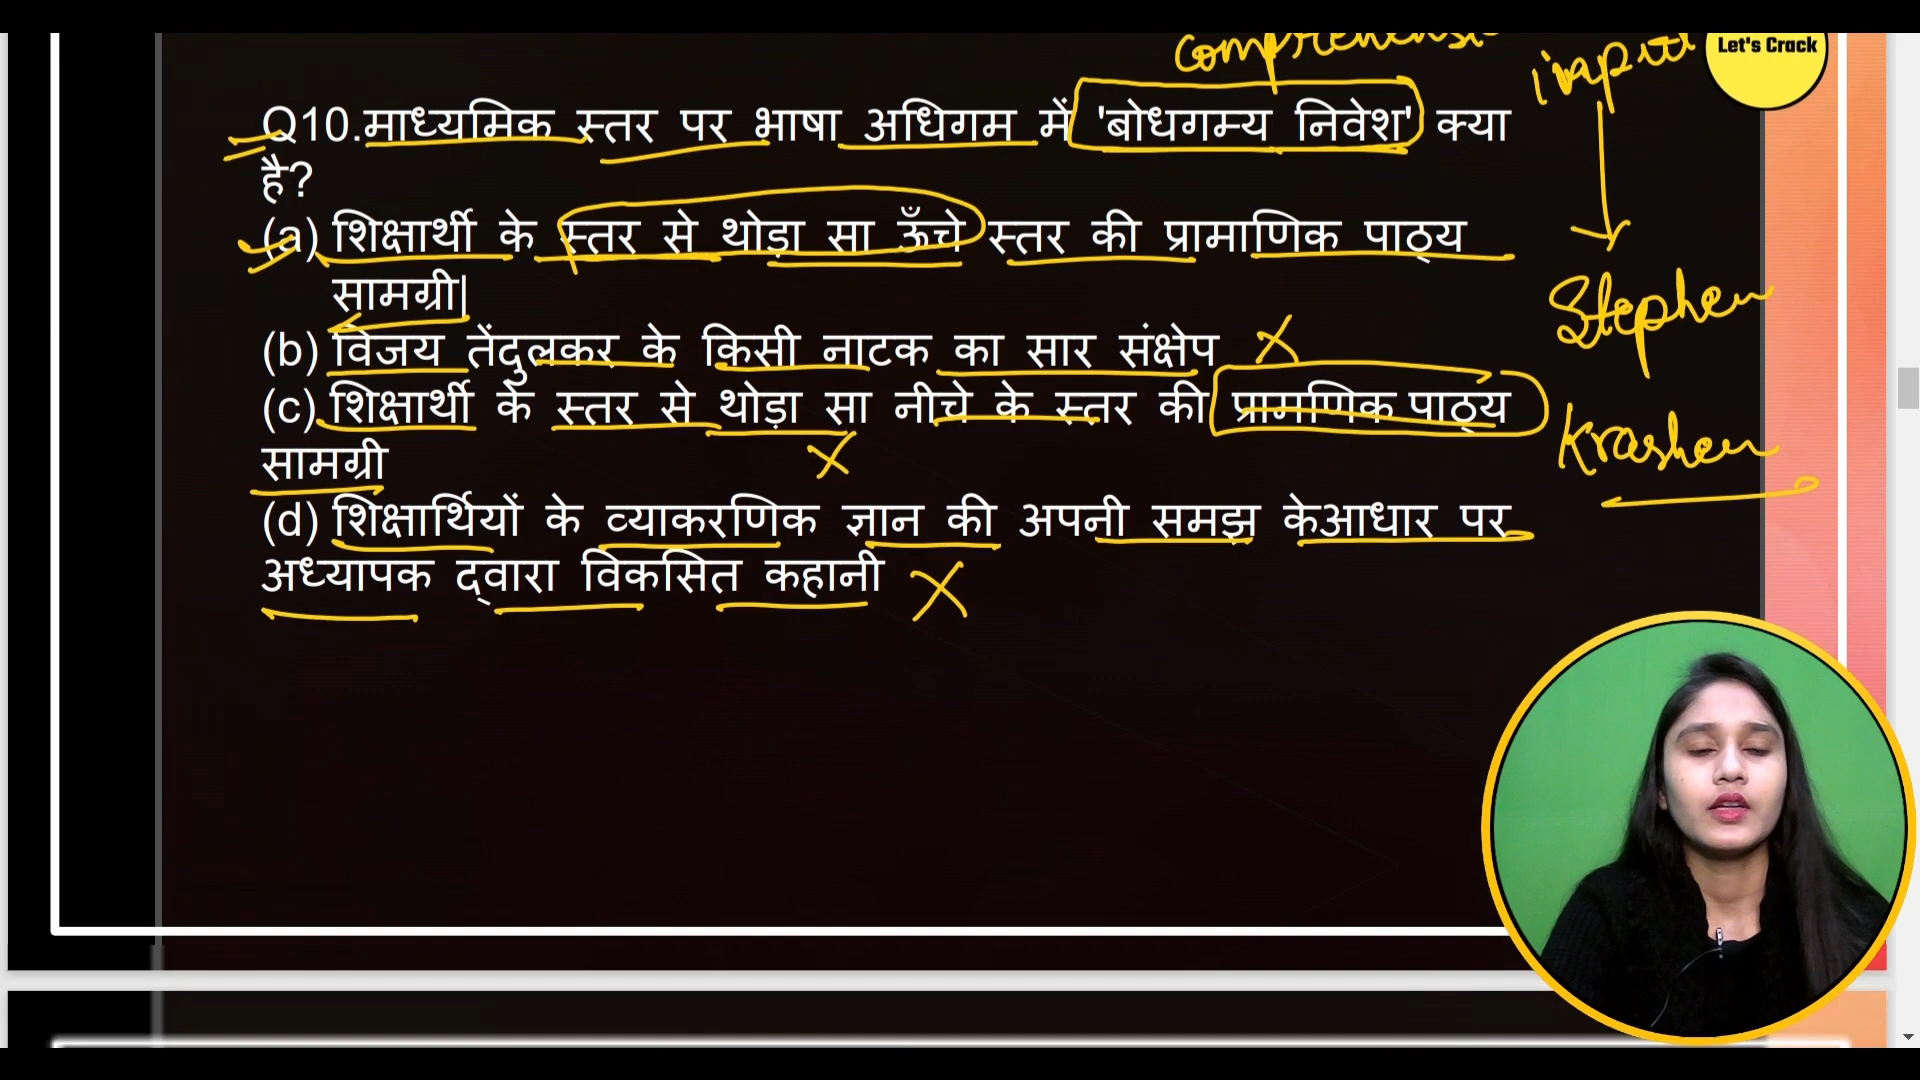 input
Let's Crack
Q10.माध्यमिक स्तर पर भाषा अधिगम में 'बोधगम्य निवेश' क्या
है?
(a) शिक्षार्थी के स्तर से थोड़ा सा ऊँचे स्तर की प्रामाणिक पाठ्य
सामग्री|
Stephen
(b) विजय तेंदुलकर के किसी नाटक का सार संक्षेप
(c) शिक्षार्थी के स्तर से थोड़ा सा नीचे के स्तर की प्रामणिक पाठ्य
Krashen
सामग्री
(d) शिक्षार्थियों के व्याकरणिक ज्ञान की अपनी समझ केआधार पर
अध्यापक द्वारा विकसित कहानी